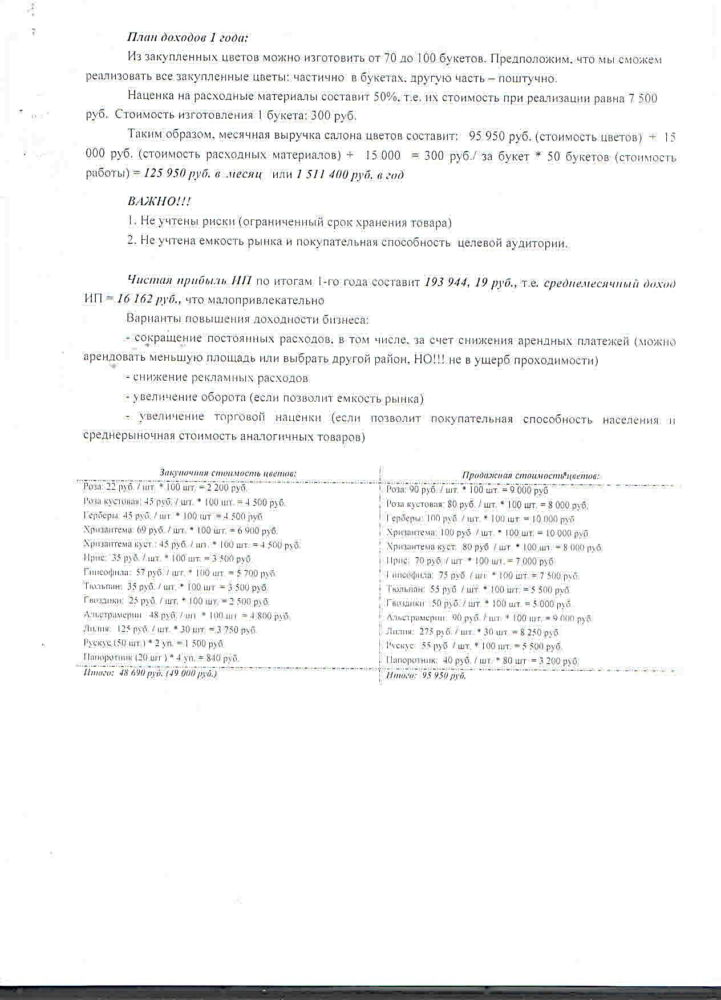 План доходов 1 года:
Из закупленных цветов можно изготовить от 70 до 100 букетов. Предположим, что мы сможем
реализовать все закупленные цветы: частично в букетах, другую часть – поштучно.
Наценка на расходные материалы составит 50%, т.е. их стоимость при реализации равна 7 500
руб. Стоимость изготовления 1 букета: 300 руб.
Таким образом, месячная выручка салона цветов составит: 95 950 руб. (стоимость цветов) + 15
000 руб. (стоимость расходных материалов) + 15 000 = 300 руб./ за букет * 50 букетов (стоимость
работы) = 125 950 руб. в месяц или 1 511 400 руб. в год
ВАЖНО!!!
1. Не учтены риски (ограниченный срок хранения товара)
2. Не учтена емкость рынка и покупательная способность целевой аудитории.
Чистая прибыль ИП по итогам 1-го года составит 193 944, 19 руб., т.е. среднемесячный доход
ИП = 16 162 руб., что малопривлекательно
Варианты повышения доходности бизнеса:
- сокращение постоянных расходов, в том числе, за счет снижения арендных платежей (можно
арендовать меньшую площадь или выбрать другой район, НО!!! не в ущерб проходимости)
- снижение рекламных расходов
- увеличение оборота (если позволит емкость рынка)
- увеличение торговой наценки (если позволит покупательная способность населения и
среднерыночная стоимость аналогичных товаров)
Закупочная стоимость цветов:
Роза: 22 руб. / шт. * 100 шт. = 2 200 руб.
Роза кустовая: 45 руб. / шт. * 100 шт. = 4 500 руб.
Герберы: 45 руб. / шт. * 100 шт. = 4 500 руб.
Хризантема: 69 руб. / шт. * 100 шт. = 6 900 руб.
Хризантема куст.: 45 руб. / шт. * 100 шт. = 4 500 руб.
Ирис: 35 руб. / шт. * 100 шт. = 3 500 руб.
Гипсофила: 57 руб. / шт. * 100 шт. = 5 700 руб.
Тюльпан: 35 руб. / шт. * 100 шт. = 3 500 руб.
Гвоздики: 25 руб. / шт. * 100 шт. = 2 500 руб.
Альстрамерии 48 руб. / шт. * 100 шт. = 4 800 руб.
Лилия: 125 руб. / шт. * 30 шт. = 3 750 руб.
Рускус (50 шт.) * 2 уп. = 1 500 руб.
Папоротник (20 шт.) * 4 уп. = 840 руб.
Итого: 48 690 руб. (49 000 руб.)
Продажная стоимость цветов:
Роза: 90 руб. / шт. * 100 шт. = 9 000 руб.
Роза кустовая: 80 руб. / шт. * 100 шт. = 8 000 руб.
Герберы: 100 руб. / шт. * 100 шт. = 10 000 руб.
Хризантема: 100 руб. / шт. * 100 шт. = 10 000 руб.
Хризантема куст. 80 руб. / шт. * 100 шт. = 8 000 руб.
Ирис: 70 руб. / шт. * 100 шт. = 7 000 руб.
Гипсофила: 75 руб. / шт. * 100 шт. = 7 500 руб.
Тюльпан: 55 руб. / шт. * 100 шт. = 5 500 руб.
Гвоздики 50 руб. / шт. * 100 шт. = 5 000 руб.
Альстрамерии: 90 руб. / шт. * 100 шт. = 9 000 руб.
Лилия: 275 руб. / шт. * 30 шт. = 8 250 руб.
Рускус: 55 руб. / шт. * 100 шт. = 5 500 руб.
Папоротник: 40 руб. / шт. * 80 шт. = 3 200 руб.
Итого: 95 950 руб.